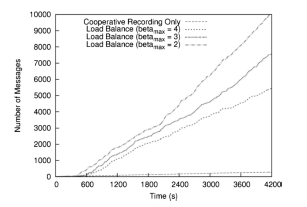 Cooperative Recording Only
Load Balance (beta_max = 4)
Load Balance (beta_max = 3)
Load Balance (beta_max = 2)
10000
9000
8000
7000
6000
5000
4000
3000
2000
1000
0
Number of Messages
0 600 1200 1800 2400 3000 3600 4200
Time (s)